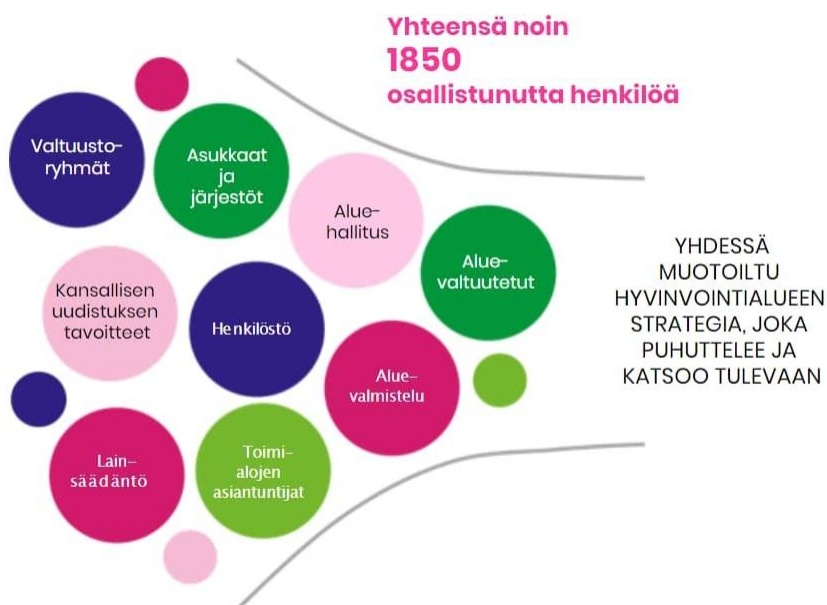 Yhteensä noin
1850
osallistunutta henkilöä
Valtuusto-
ryhmät
Asukkaat
ja
järjestöt
Alue-
hallitus
Alue-
valtuutetut
Kansallisen
uudistuksen
tavoitteet
Henkilöstö
Alue-
valmistelu
Lain-
säädäntö
Toimi-
alojen
asiantuntijat
YHDESSÄ
MUOTOILTU
HYVINVOINTIALUEEN
STRATEGIA, JOKA
PUHUTTELEE JA
KATSOO TULEVAAN